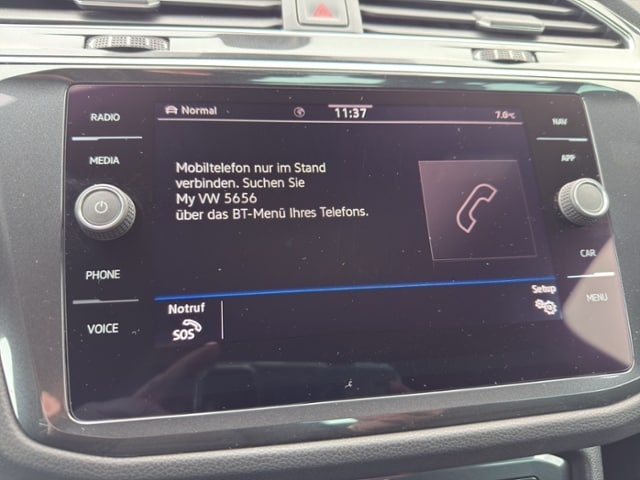 RADIO
MEDIA
PHONE
VOICE
Normal
11:37
7.0°C
Mobiltelefon nur im Stand
verbinden. Suchen Sie
My VW 5656
über das BT-Menü Ihres Telefons.
Notruf
SOS
Setup
NAV
APP
CAR
MENU